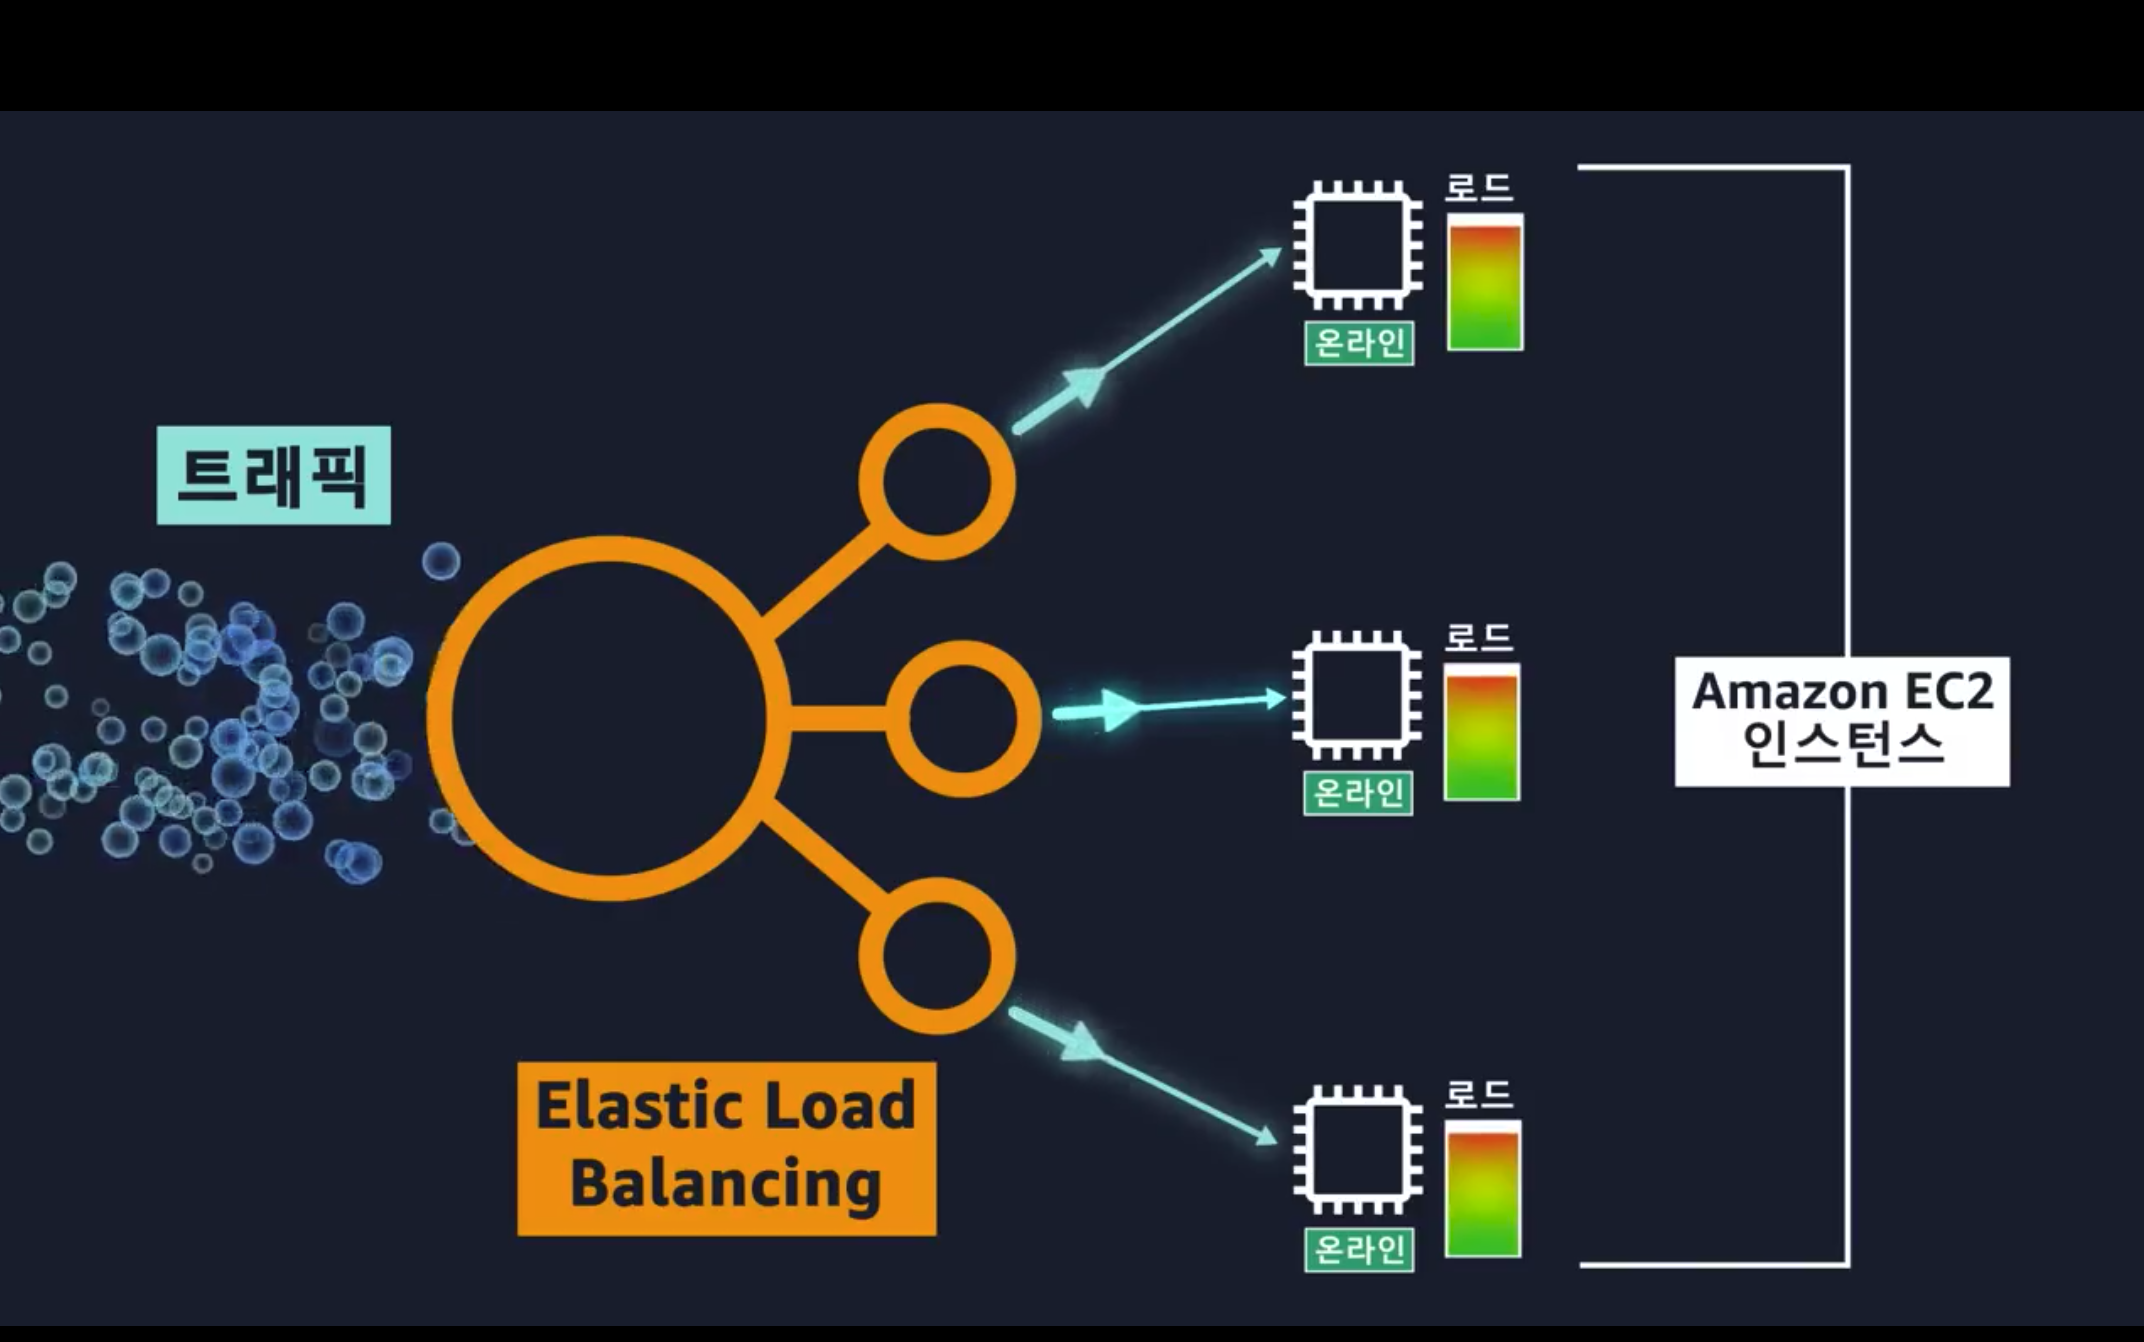 로드
온라인
트래픽
로드
온라인
Amazon EC2
인스턴스
Elastic Load
Balancing
로드
온라인